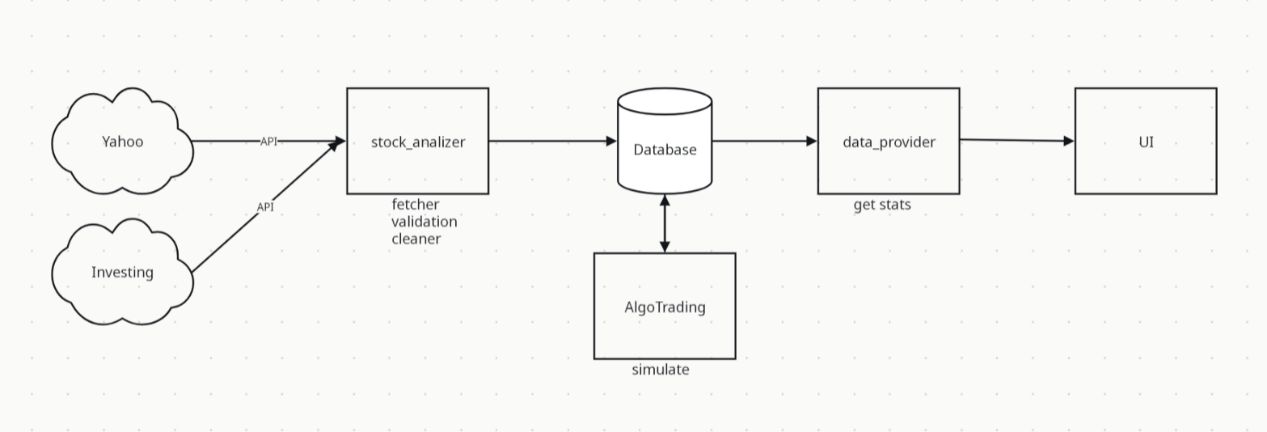 Yahoo
API
stock_analizer
Database
data_provider
UI
fetcher
validation
cleaner
get stats
API
Investing
AlgoTrading
simulate